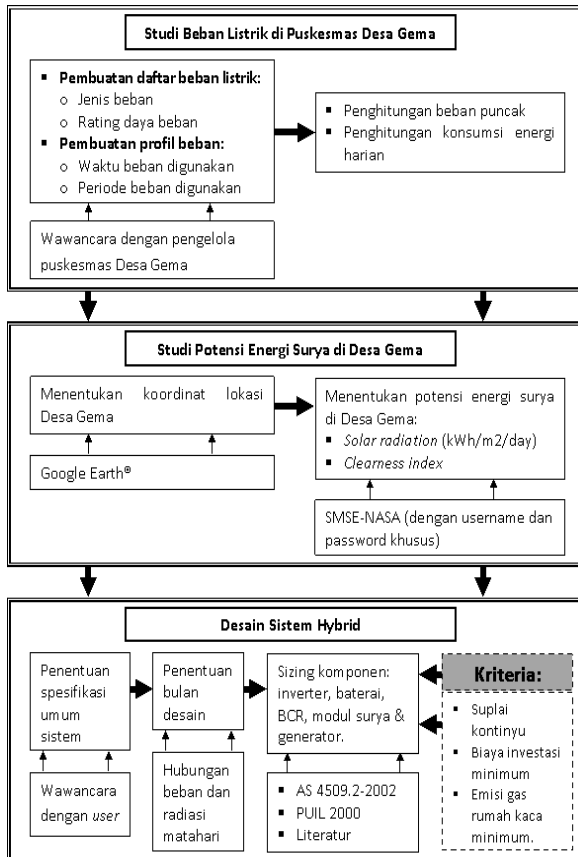 Studi Beban Listrik di Puskesmas Desa Gema
▪ Pembuatan daftar beban listrik:
o Jenis beban
o Rating daya beban
▪ Pembuatan profil beban:
o Waktu beban digunakan
o Periode beban digunakan
▪ Penghitungan beban puncak
▪ Penghitungan konsumsi energi
harian
Wawancara dengan pengelola
puskesmas Desa Gema
Studi Potensi Energi Surya di Desa Gema
Menentukan koordinat lokasi
Desa Gema
Google Earth®
Menentukan potensi energi surya
di Desa Gema:
▪ Solar radiation (kWh/m2/day)
▪ Clearness index
SMSE-NASA (dengan username dan
password khusus)
Desain Sistem Hybrid
Penentuan
spesifikasi
umum
sistem
Wawancara
dengan user
Penentuan
bulan
desain
Hubungan
beban dan
radiasi
matahari
Sizing komponen:
inverter, baterai,
BCR, modul surya &
generator.
▪ AS 4509.2-2002
▪ PUIL 2000
▪ Literatur
Kriteria:
▪ Suplai
kontinyu
▪ Biaya investasi
minimum
▪ Emisi gas
rumah kaca
minimum.